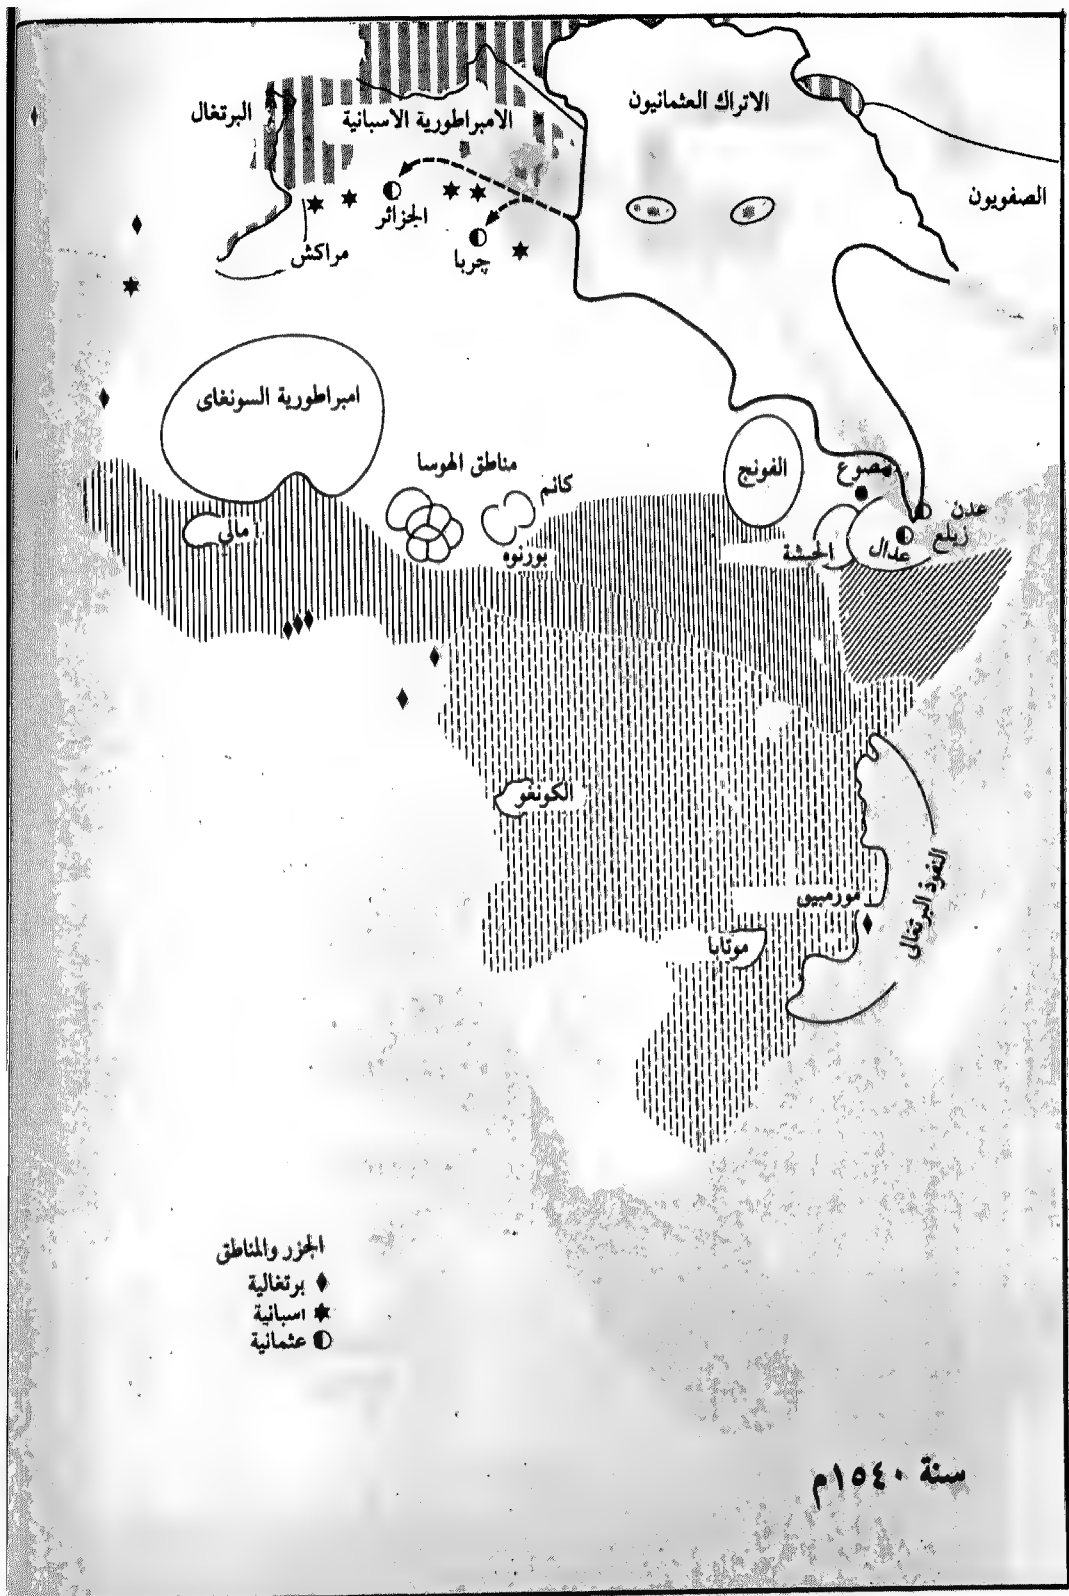 الاتراك العثمانيون
البرتغال
الامبراطورية الاسبانية
الصفويون
الجزائر
مراكش
جربا
امبراطورية السونغاى
مناطق الهوسا
كانم
الفونج
مصوع
عدن
زيلع
مالي
بورنوه
الحبشة
عدال
الكونغو
النفوذ البرتغالى
موزمبيق
موتابا
الجزر والمناطق
برتغالية
اسبانية
عثمانية
سنة ١٥٤٠م